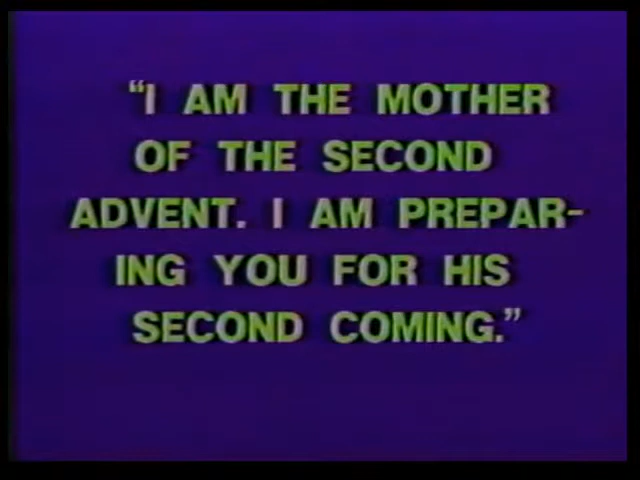 “I AM THE MOTHER
OF THE SECOND
ADVENT. I AM PREPAR-
ING YOU FOR HIS
SECOND COMING.”